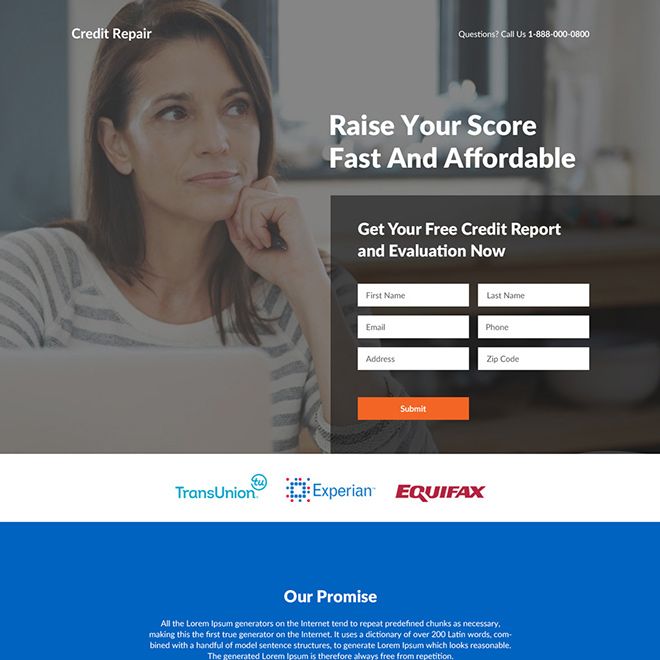 Credit Repair
Questions? Call Us 1-888-000-0800
Raise Your Score
Fast And Affordable
Get Your Free Credit Report
and Evaluation Now
First Name
Last Name
Email
Phone
Address
Zip Code
Submit
TransUnion tu
Experian™
EQUIFAX
Our Promise
All the Lorem Ipsum generators on the Internet tend to repeat predefined chunks as necessary,
making this the first true generator on the Internet. It uses a dictionary of over 200 Latin words, com-
bined with a handful of model sentence structures, to generate Lorem Ipsum which looks reasonable.
The generated Lorem Ipsum is therefore always free from repetition.